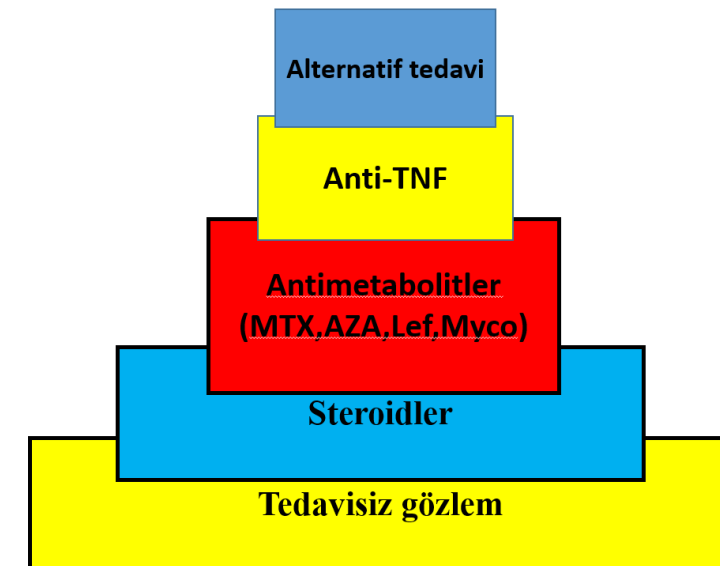 Alternatif tedavi
Anti-TNF
Antimetabolitler
(MTX,AZA,Lef,Myco)
Steroidler
Tedavisiz gözlem